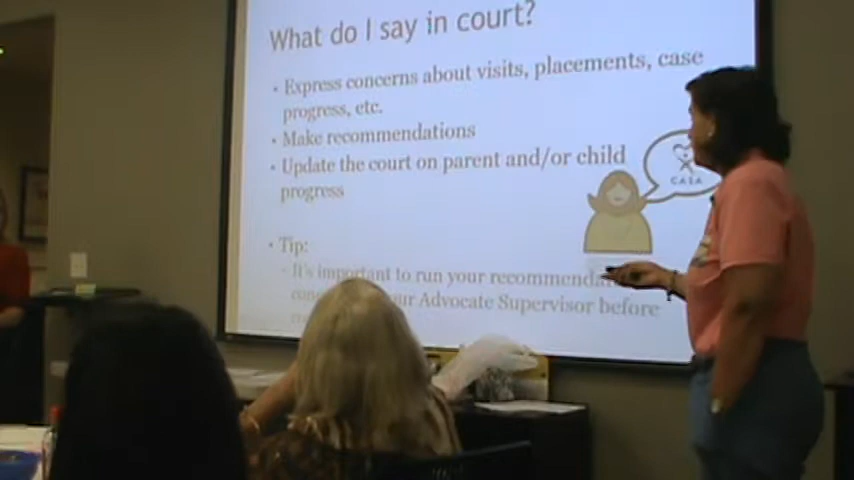 What do I say in court?
• Express concerns about visits, placements, case
progress, etc.
• Make recommendations
• Update the court on parent and/or child
progress
CASA
• Tip:
- It's important to run your
Advocate Supervisor before